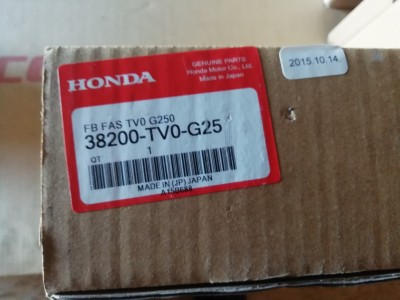 HONDA
GENUINE PARTS
Honda Motor Co., Ltd.
Made in Japan
2015.10.14.
FB FAS TV0 G250
38200-TV0-G25
QT
1
MADE IN (JP) JAPAN